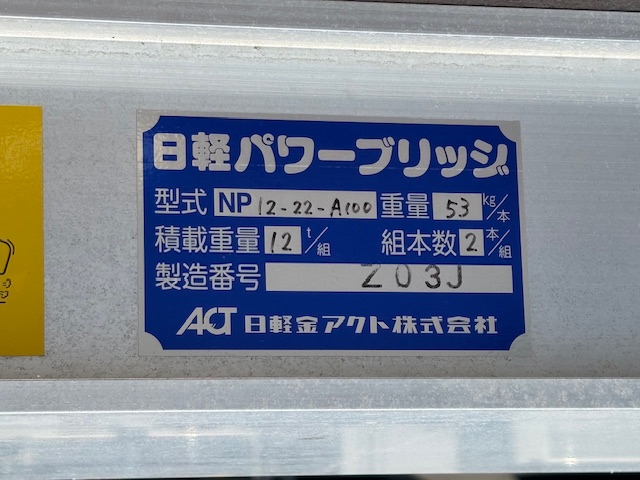 日軽パワーブリッジ
型式 NP 12-22-A100 重量 53 kg/本
積載重量 12 t/組 組本数 2 本/組
製造番号 Z03J
ACT 日軽金アクト株式会社